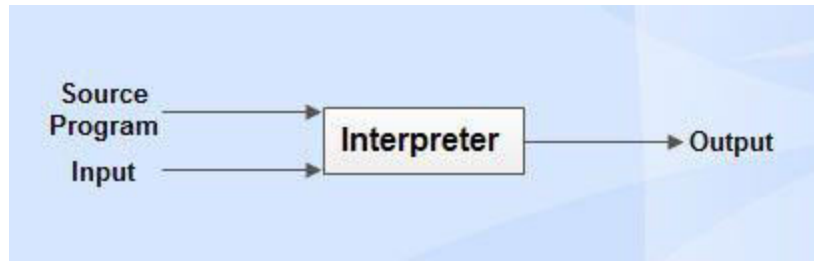 Source
Program
Input
Interpreter
Output